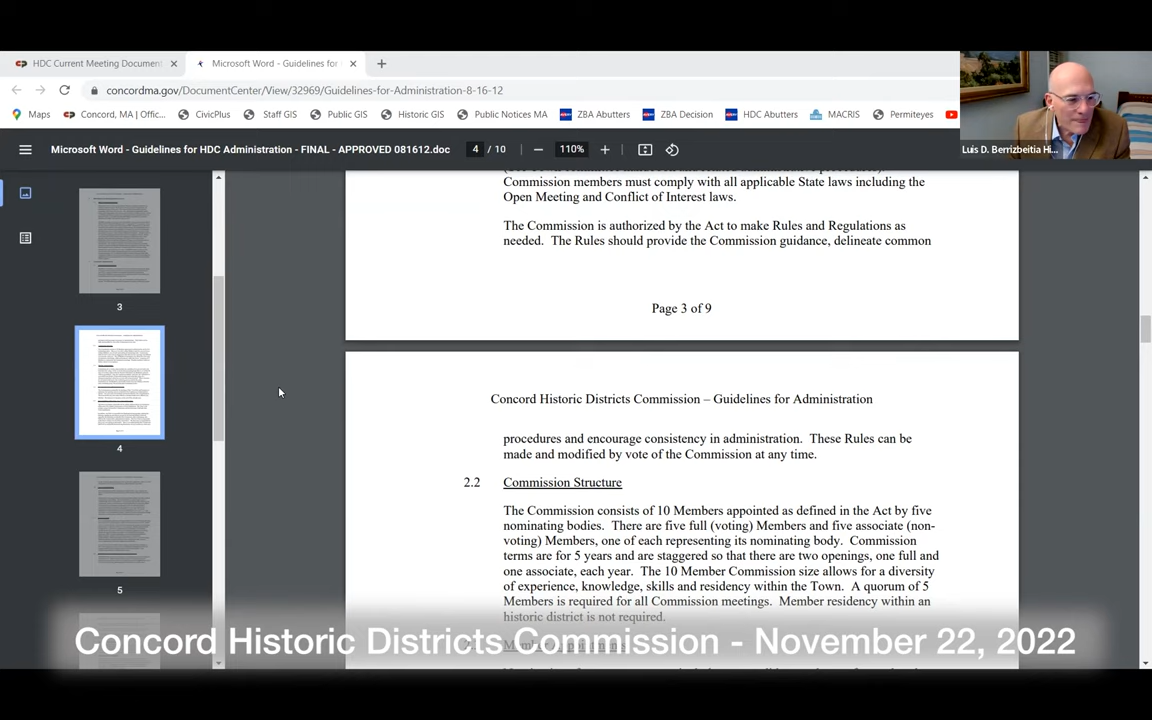 HDC Current Meeting Document
Microsoft Word - Guidelines for
concordma.gov/DocumentCenter/View/32969/Guidelines-for-Administration-8-16-12
Maps
Concord, MA | Offic...
CivicPlus
Staff GIS
Public GIS
Historic GIS
Public Notices MA
ZBA Abutters
ZBA Decision
HDC Abutters
MACRIS
Permiteyes
Luis D. Berrizbeitia Hi...
Microsoft Word - Guidelines for HDC Administration - FINAL - APPROVED 081612.doc
4 / 10
110%
3
4
5
Commission members must comply with all applicable State laws including the
Open Meeting and Conflict of Interest laws.
The Commission is authorized by the Act to make Rules and Regulations as
needed. The Rules should provide the Commission guidance, delineate common
Page 3 of 9
Concord Historic Districts Commission – Guidelines for Administration
procedures and encourage consistency in administration. These Rules can be
made and modified by vote of the Commission at any time.
2.2 Commission Structure
The Commission consists of 10 Members appointed as defined in the Act by five
nominating bodies. There are five full (voting) Members and five associate (non-
voting) Members, one of each representing its nominating body. Commission
terms are for 5 years and are staggered so that there are two openings, one full and
one associate, each year. The 10 Member Commission size allows for a diversity
of experience, knowledge, skills and residency within the Town. A quorum of 5
Members is required for all Commission meetings. Member residency within an
historic district is not required.
Concord Historic Districts Commission - November 22, 2022